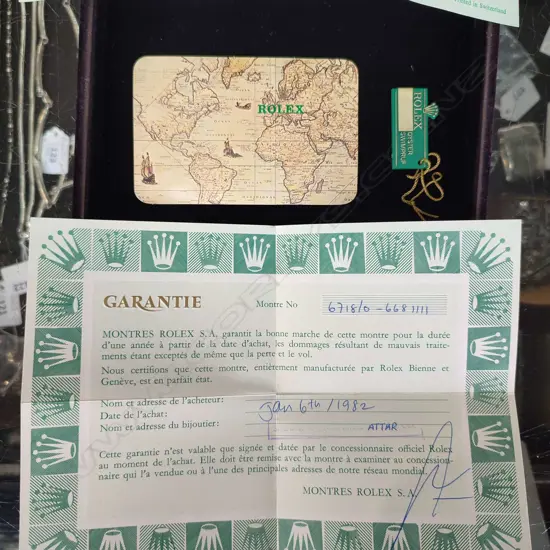 Printed in Switzerland
ROLEX
ROLEX
OYSTER
GARANTIE
Montre No 6718/0 - 6681111
MONTRES ROLEX S.A. garantit la bonne marche de cette montre pour la durée
d'une année à partir de la date d'achat, les dommages résultant de mauvais traite-
ments étant exceptés de même que la perte et le vol.
Nous certifions que cette montre, entièrement manufacturée par Rolex Bienne et
Genève, est en parfait état.
Nom et adresse de l'acheteur:
Date de l'achat: Jan 6th/1982
Nom et adresse du bijoutier: ATTAR
Cette garantie n'est valable que signée et datée par le concessionnaire officiel Rolex
au moment de l'achat. Elle doit être remise avec la montre à examiner au concession-
naire qui l'a vendue ou à l'une des principales adresses de notre réseau mondial.
MONTRES ROLEX S.A.